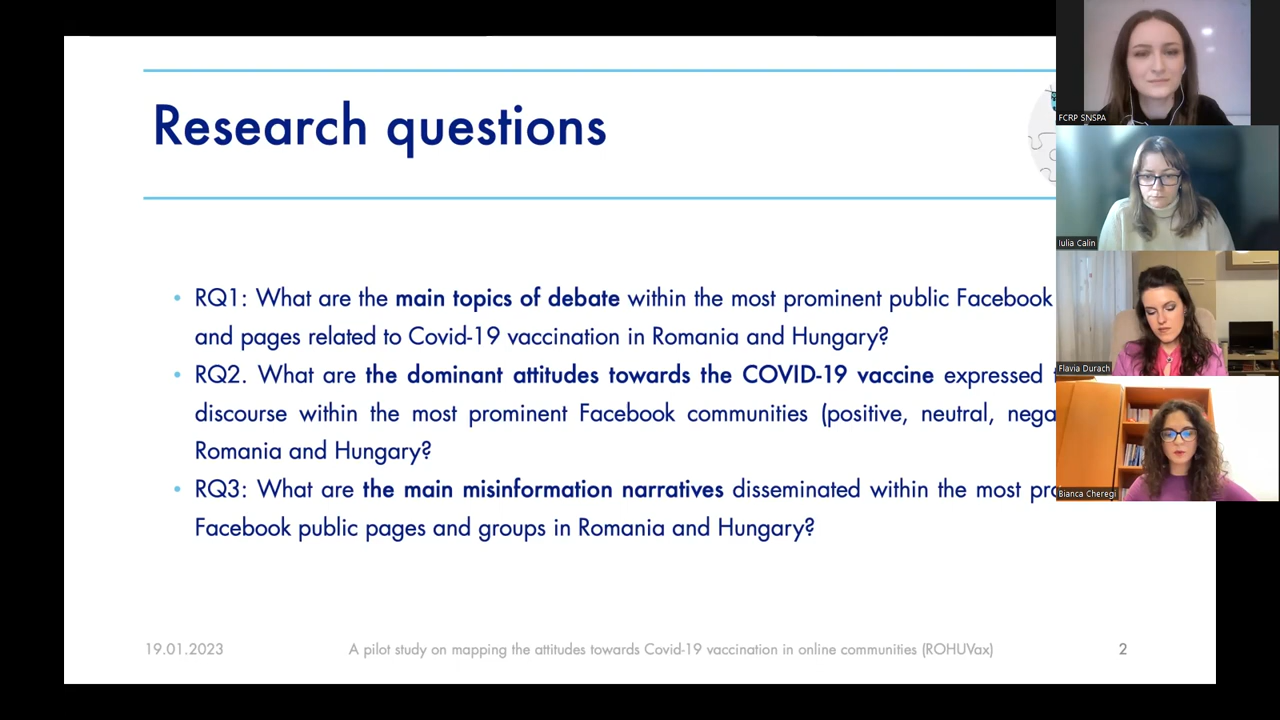 Research questions
• RQ1: What are the main topics of debate within the most prominent public Facebook
and pages related to Covid-19 vaccination in Romania and Hungary?
• RQ2. What are the dominant attitudes towards the COVID-19 vaccine expressed
discourse within the most prominent Facebook communities (positive, neutral,
Romania and Hungary?
• RQ3: What are the main misinformation narratives disseminated within the most
Facebook public pages and groups in Romania and Hungary?
19.01.2023
A pilot study on mapping the attitudes towards Covid-19 vaccination in online communities (ROHUVax)
2
FCRP SNSPA
Iulia Calin
Flavia Durach
Bianca Cheregi